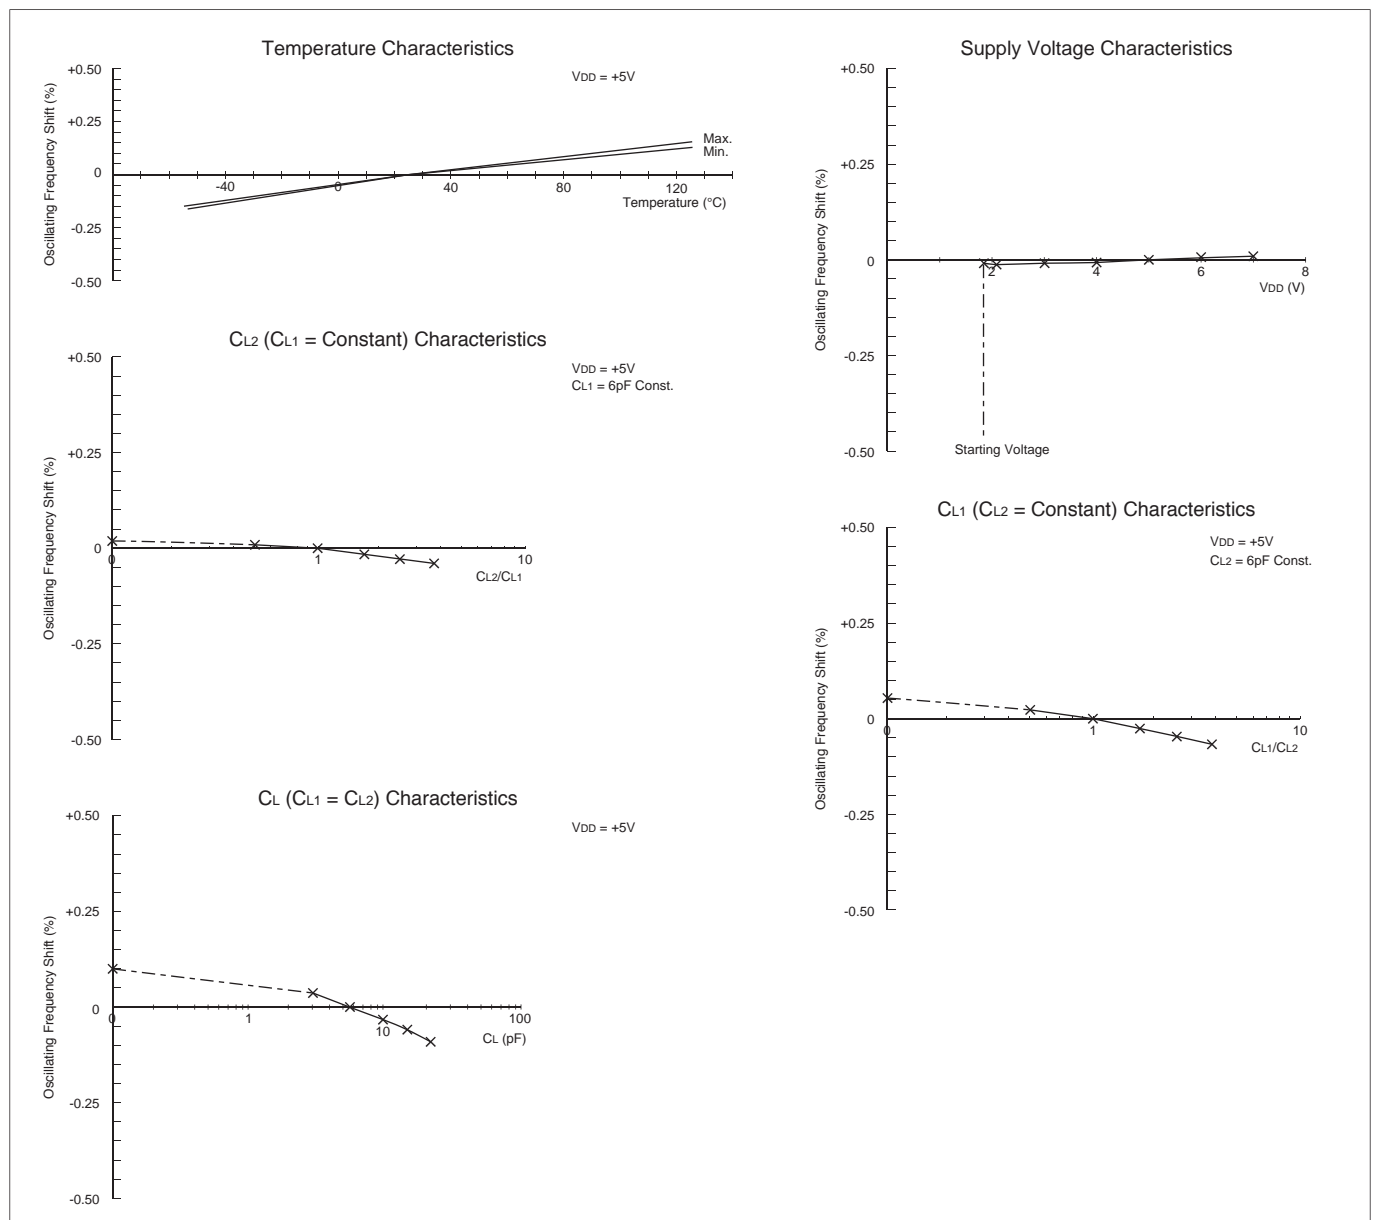 Temperature Characteristics
VDD = +5V
Oscillating Frequency Shift (%)
+0.50
+0.25
0
-0.25
-0.50
-40
0
40
80
120
Max.
Min.
Temperature (°C)
Supply Voltage Characteristics
Oscillating Frequency Shift (%)
+0.50
+0.25
0
-0.25
-0.50
2
4
6
8
VDD (V)
Starting Voltage
CL2 (CL1 = Constant) Characteristics
VDD = +5V
CL1 = 6pF Const.
Oscillating Frequency Shift (%)
+0.50
+0.25
0
-0.25
-0.50
0
1
10
CL2/CL1
CL1 (CL2 = Constant) Characteristics
VDD = +5V
CL2 = 6pF Const.
Oscillating Frequency Shift (%)
+0.50
+0.25
0
-0.25
-0.50
0
1
10
CL1/CL2
CL (CL1 = CL2) Characteristics
VDD = +5V
Oscillating Frequency Shift (%)
+0.50
+0.25
0
-0.25
-0.50
0
1
10
100
CL (pF)